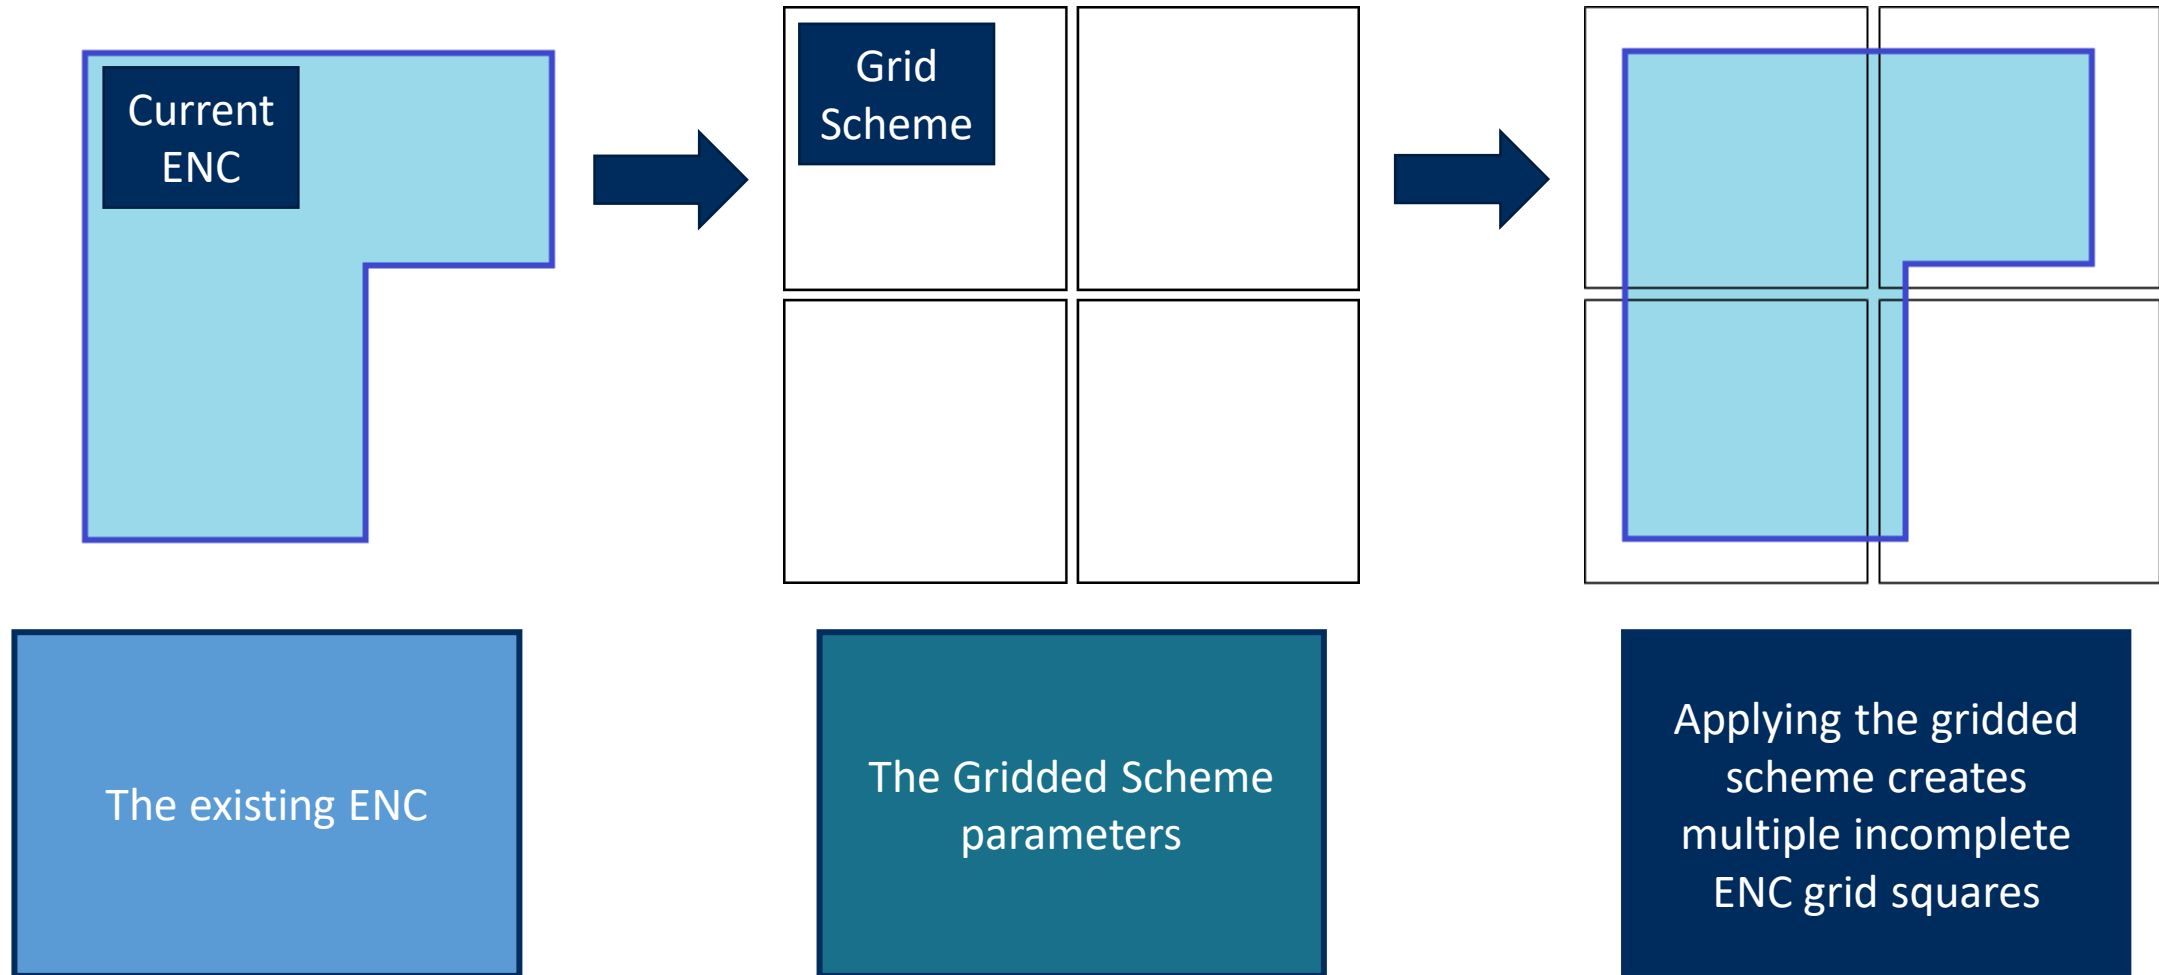 Current
ENC
Grid
Scheme
The existing ENC
The Gridded Scheme
parameters
Applying the gridded
scheme creates
multiple incomplete
ENC grid squares